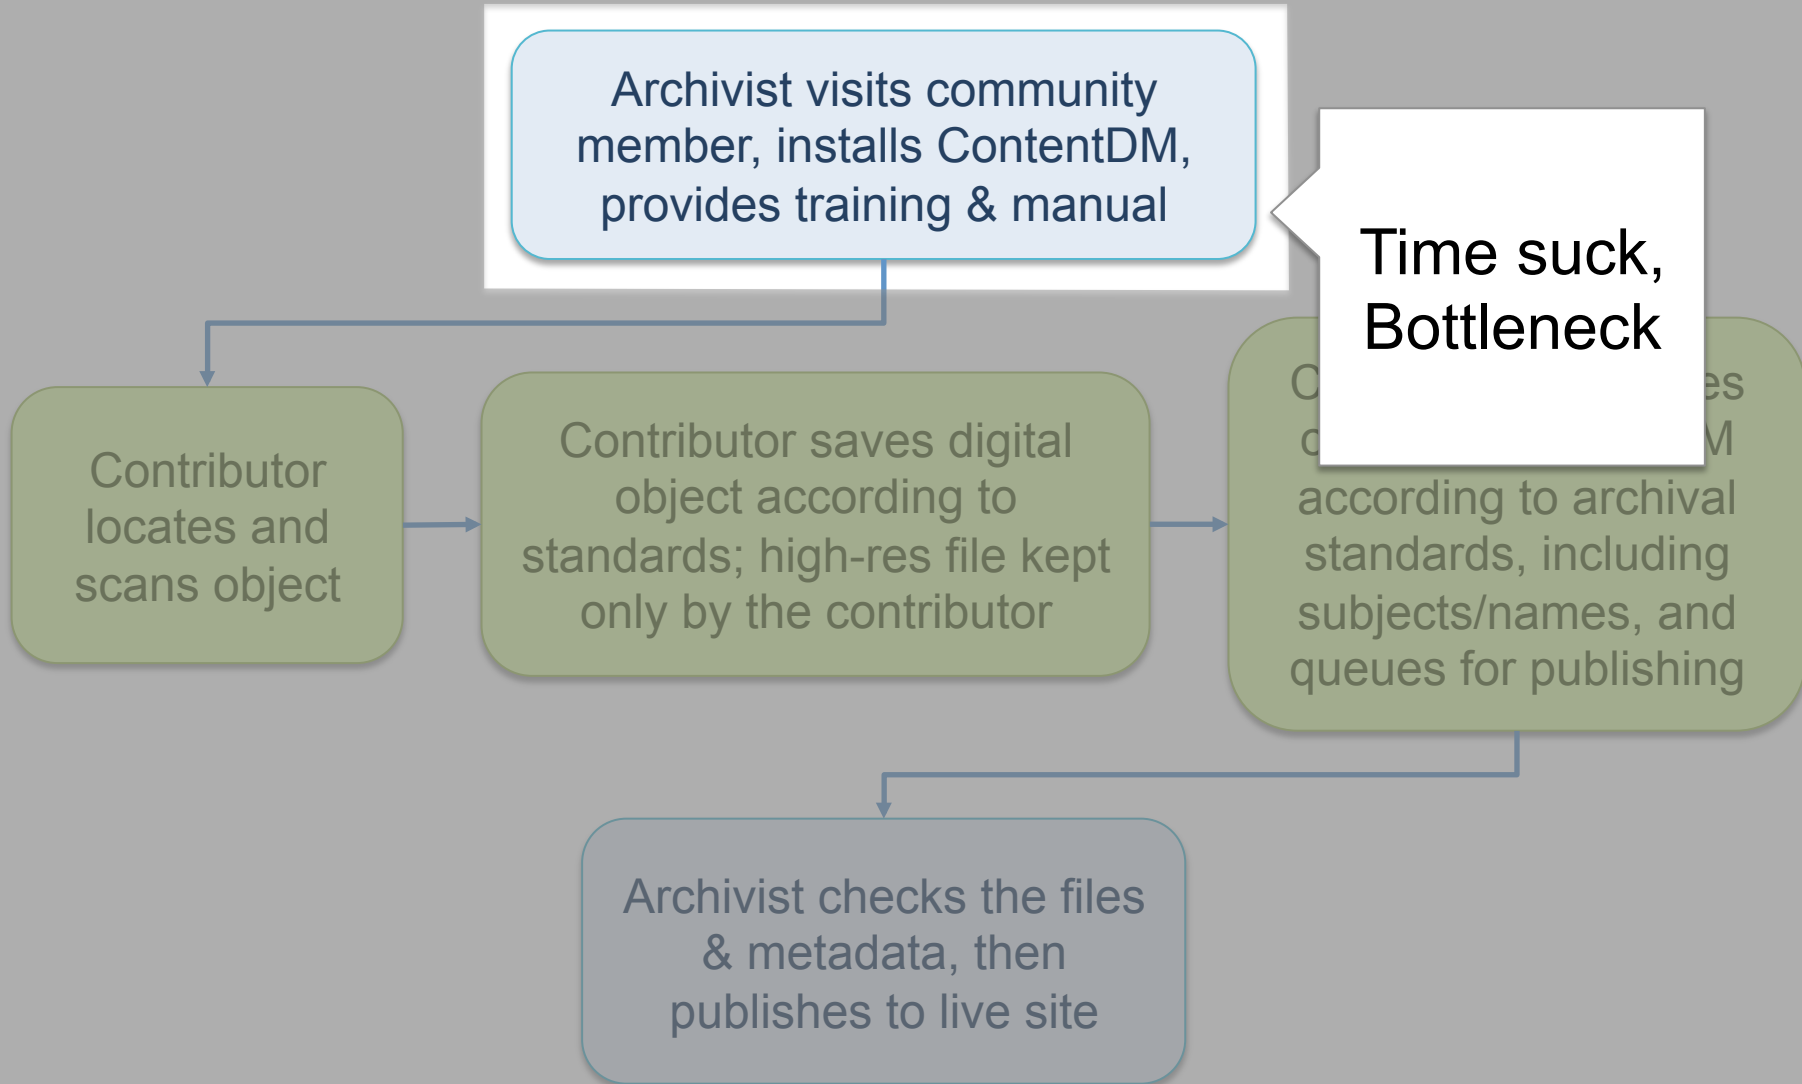 Archivist visits community
member, installs ContentDM,
provides training & manual
Time suck,
Bottleneck
Contributor
locates and
scans object
Contributor saves digital
object according to
standards; high-res file kept
only by the contributor
according to archival
standards, including
subjects/names, and
queues for publishing
Archivist checks the files
& metadata, then
publishes to live site